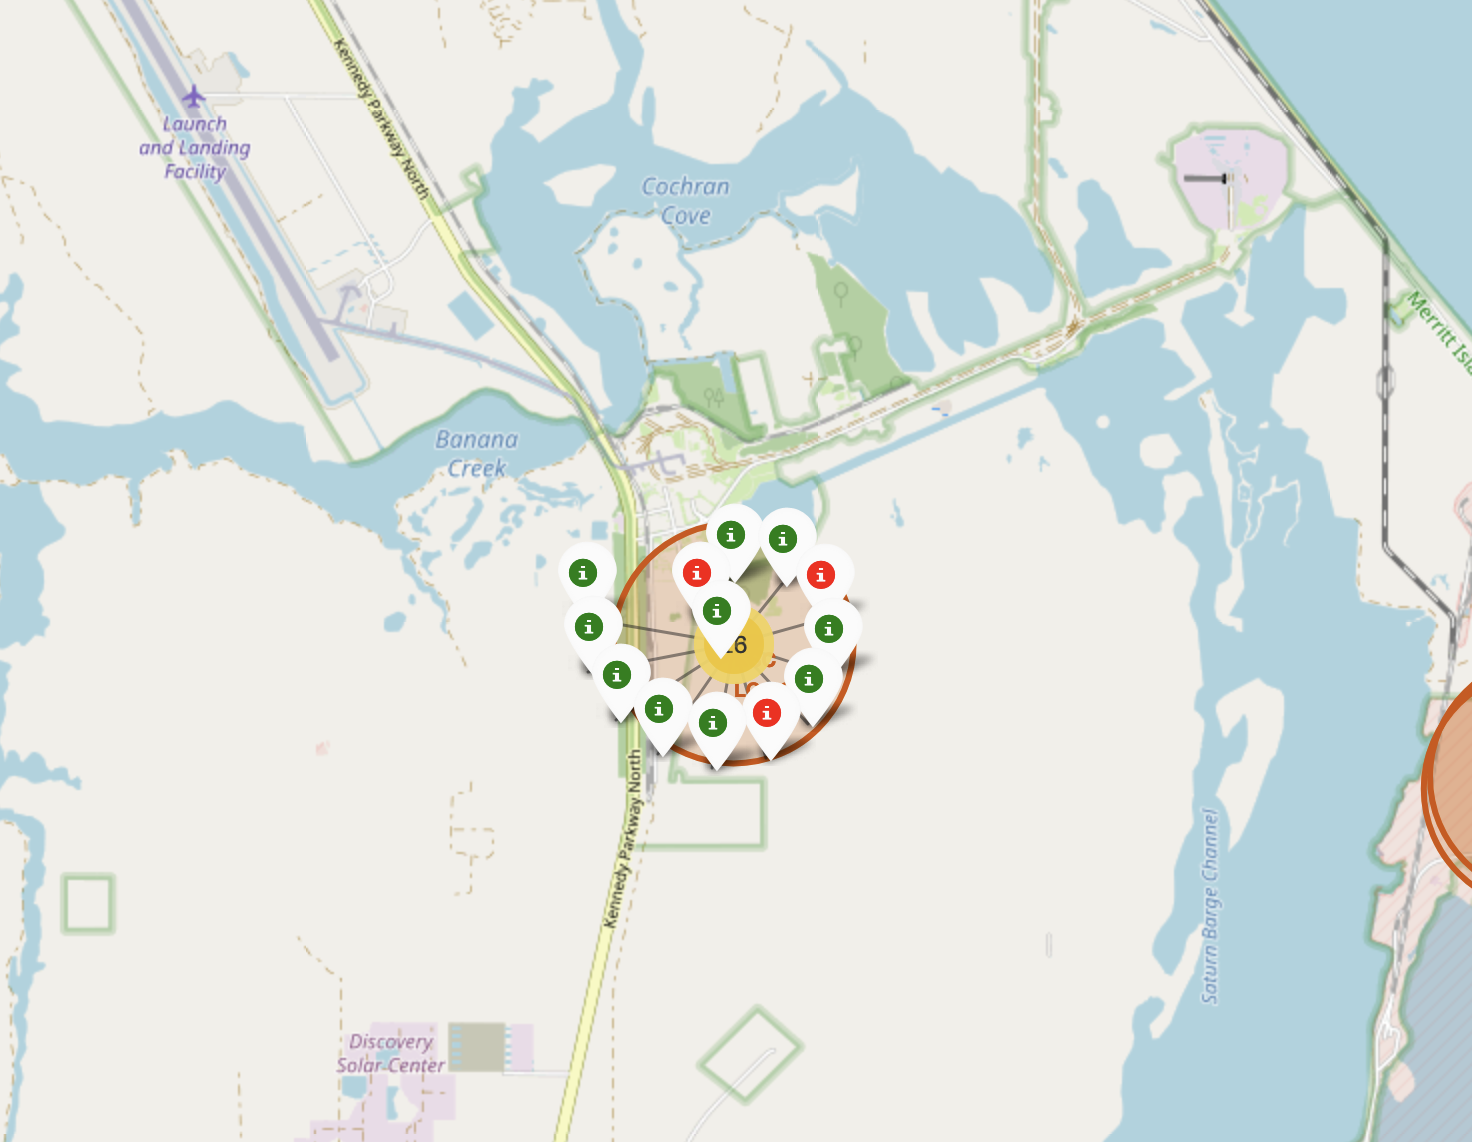 Kennedy Parkway North
Launch
and Landing
Facility
Cochran
Cove
Merritt
Banana
Creek
i
i
i
i
i
i
i
i
i
i
i
i
i
i
Kennedy Parkway North
Saturn Barge Channel
Discovery
Solar Center